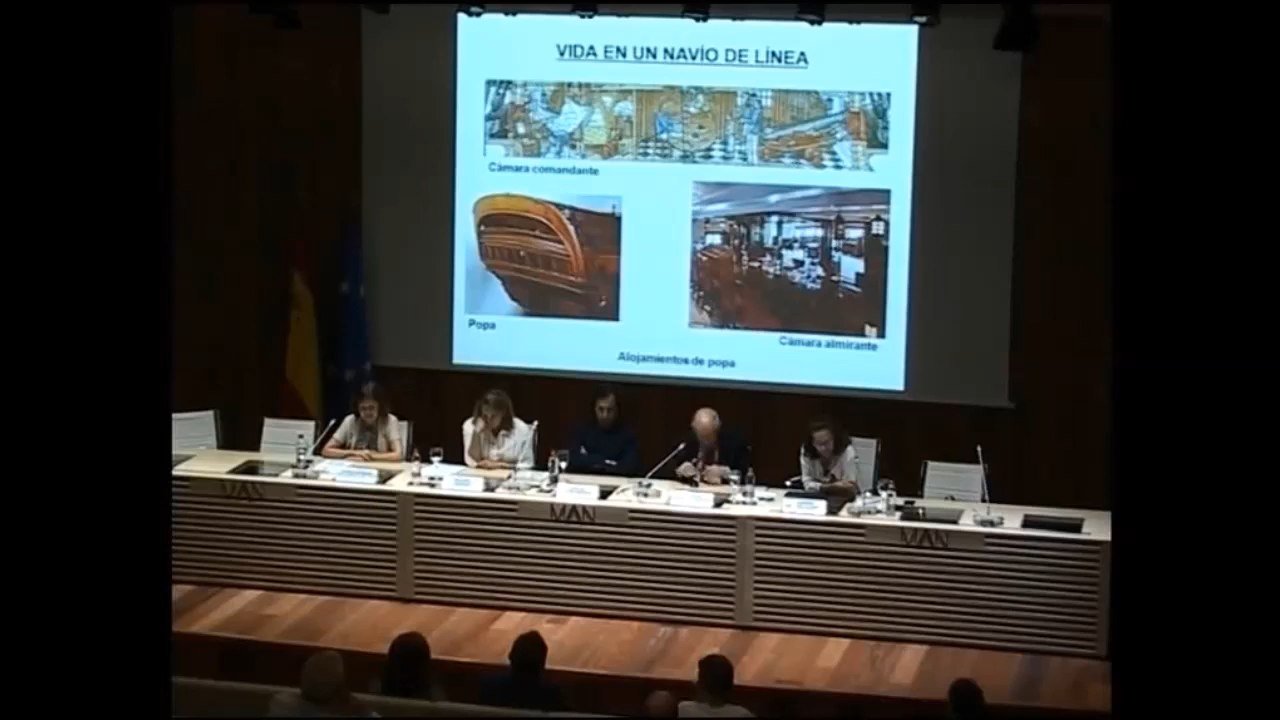 VIDA EN UN NAVÍO DE LÍNEA
Cámara comandante
Popa
Cámara almirante
Alojamientos de popa
MAN
MAN
MAN